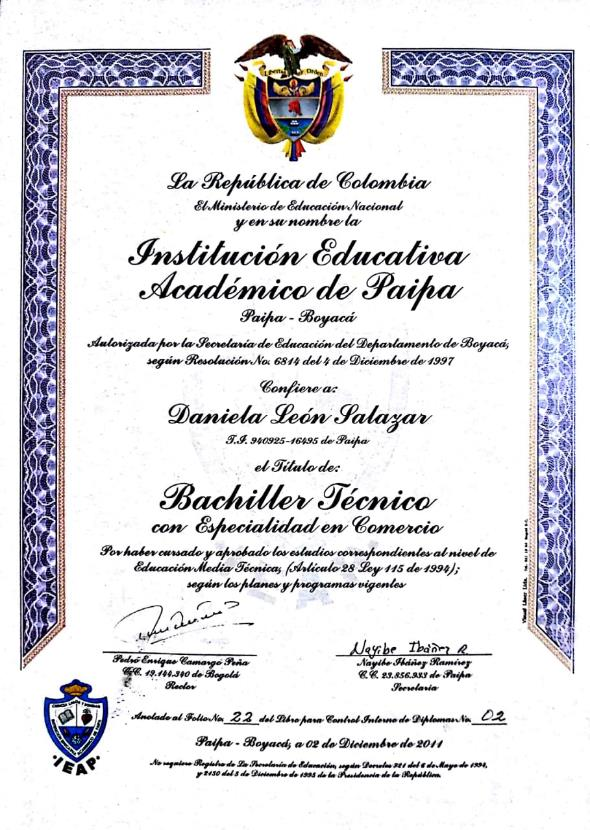 Libertad y Orden
La República de Colombia
El Ministerio de Educación Nacional
y en su nombre la
Institución Educativa
Académico de Paipa
Paipa - Boyacá
Autorizada por la Secretaría de Educación del Departamento de Boyacá,
según Resolución No. 6814 del 4 de Diciembre de 1997
Confiere a:
Daniela León Salazar
T.I. 940925-16495 de Paipa
el Título de:
Bachiller Técnico
con Especialidad en Comercio
Por haber cursado y aprobado los estudios correspondientes al nivel de
Educación Media Técnica, (Artículo 28 Ley 115 de 1994);
según los planes y programas vigentes
Nayibe Ibáñez R
Pedro Enrique Camargo Peña
C.C. 19.144.340 de Bogotá
Rector
Nayibe Ibáñez Ramírez
C.C. 23.856.933 de Paipa
Secretaria
Anotado al Folio No. 22 del Libro para Control Interno de Diplomas No. 02
Paipa - Boyacá, a 02 de Diciembre de 2011
No requiere Registro de La Secretaría de Educación, según Decretos 921 del 6 de Mayo de 1994,
y 2150 del 5 de Diciembre de 1995 de la Presidencia de la República.
I.E.A.P.